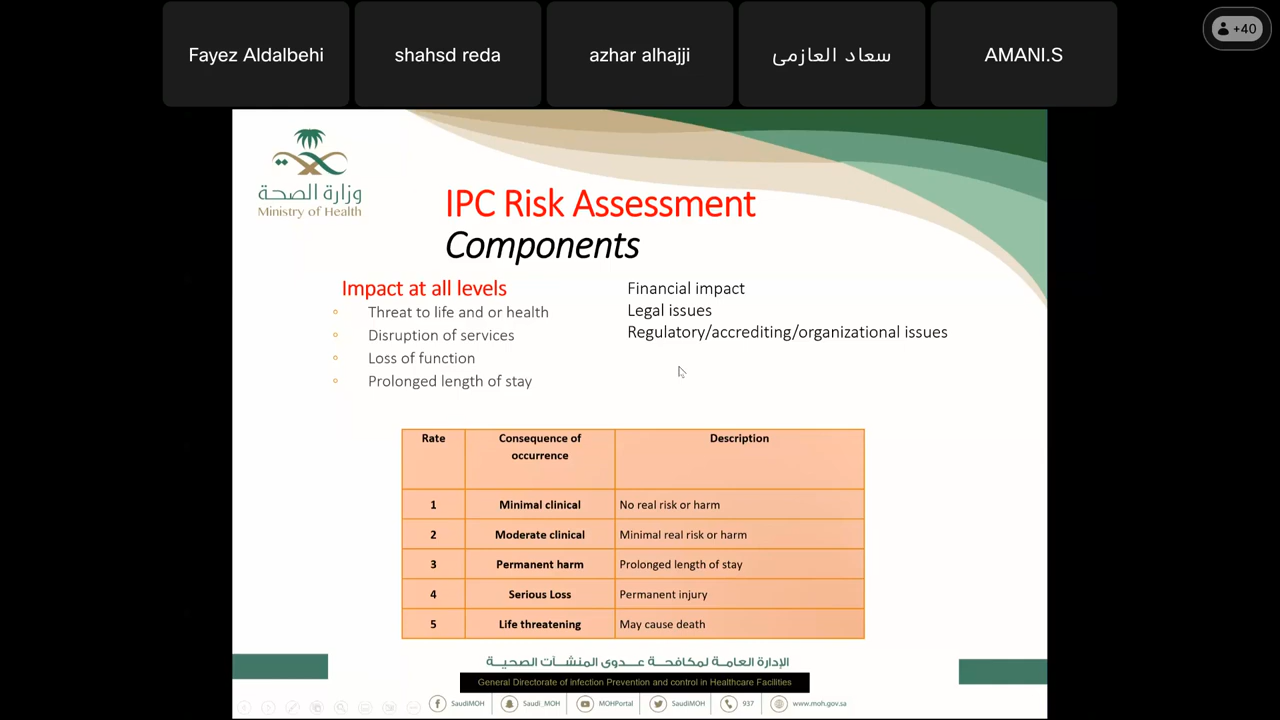 Fayez Aldalbehi
shahsd reda
azhar alhajji
سعاد العازمى
AMANI.S
+40
وزارة الصحة
Ministry of Health
IPC Risk Assessment
Components
Impact at all levels
Threat to life and or health
Disruption of services
Loss of function
Prolonged length of stay
Financial impact
Legal issues
Regulatory/accrediting/organizational issues
Rate Consequence of occurrence Description
1 Minimal clinical No real risk or harm
2 Moderate clinical Minimal real risk or harm
3 Permanent harm Prolonged length of stay
4 Serious Loss Permanent injury
5 Life threatening May cause death
الإدارة العامة لمكافحة عدوى المنشآت الصحية
General Directorate of infection Prevention and control in Healthcare Facilities
SaudiMOH Saudi_MOH MOHPortal SaudiMOH 937 www.moh.gov.sa